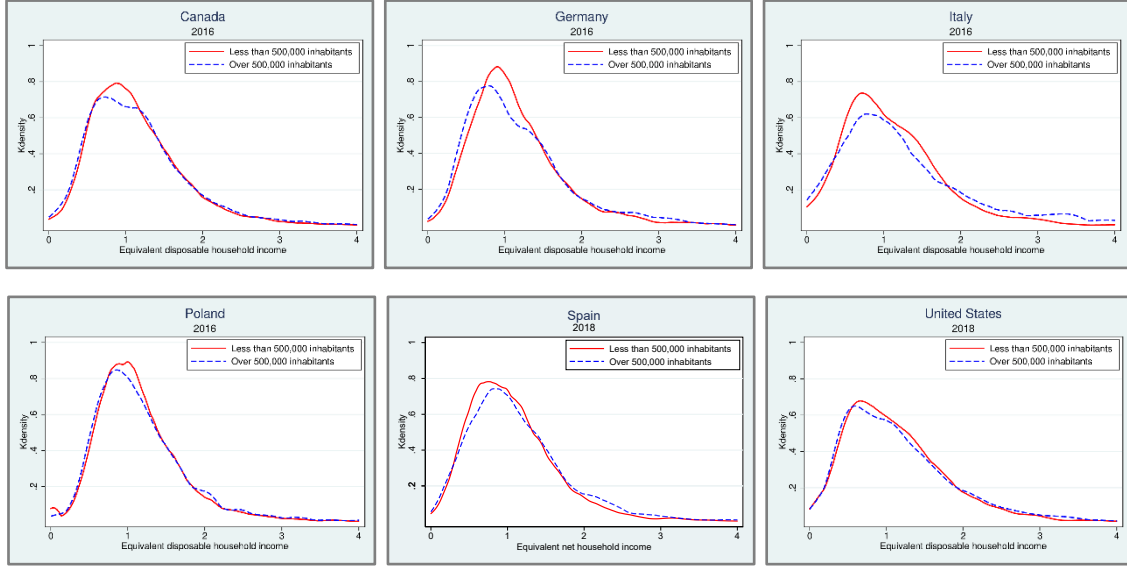 Canada
2016
Less than 500,000 inhabitants
Over 500,000 inhabitants
Kdensity
1
.8
.6
.4
.2
0 1 2 3 4
Equivalent disposable household income
Germany
2016
Less than 500,000 inhabitants
Over 500,000 inhabitants
Kdensity
1
.8
.6
.4
.2
0 1 2 3 4
Equivalent disposable household income
Italy
2016
Less than 500,000 inhabitants
Over 500,000 inhabitants
Kdensity
1
.8
.6
.4
.2
0 1 2 3 4
Equivalent disposable household income
Poland
2016
Less than 500,000 inhabitants
Over 500,000 inhabitants
Kdensity
1
.8
.6
.4
.2
0 1 2 3 4
Equivalent disposable household income
Spain
2018
Less than 500,000 inhabitants
Over 500,000 inhabitants
Kdensity
1
.8
.6
.4
.2
0 1 2 3 4
Equivalent net household income
United States
2018
Less than 500,000 inhabitants
Over 500,000 inhabitants
Kdensity
1
.8
.6
.4
.2
0 1 2 3 4
Equivalent disposable household income